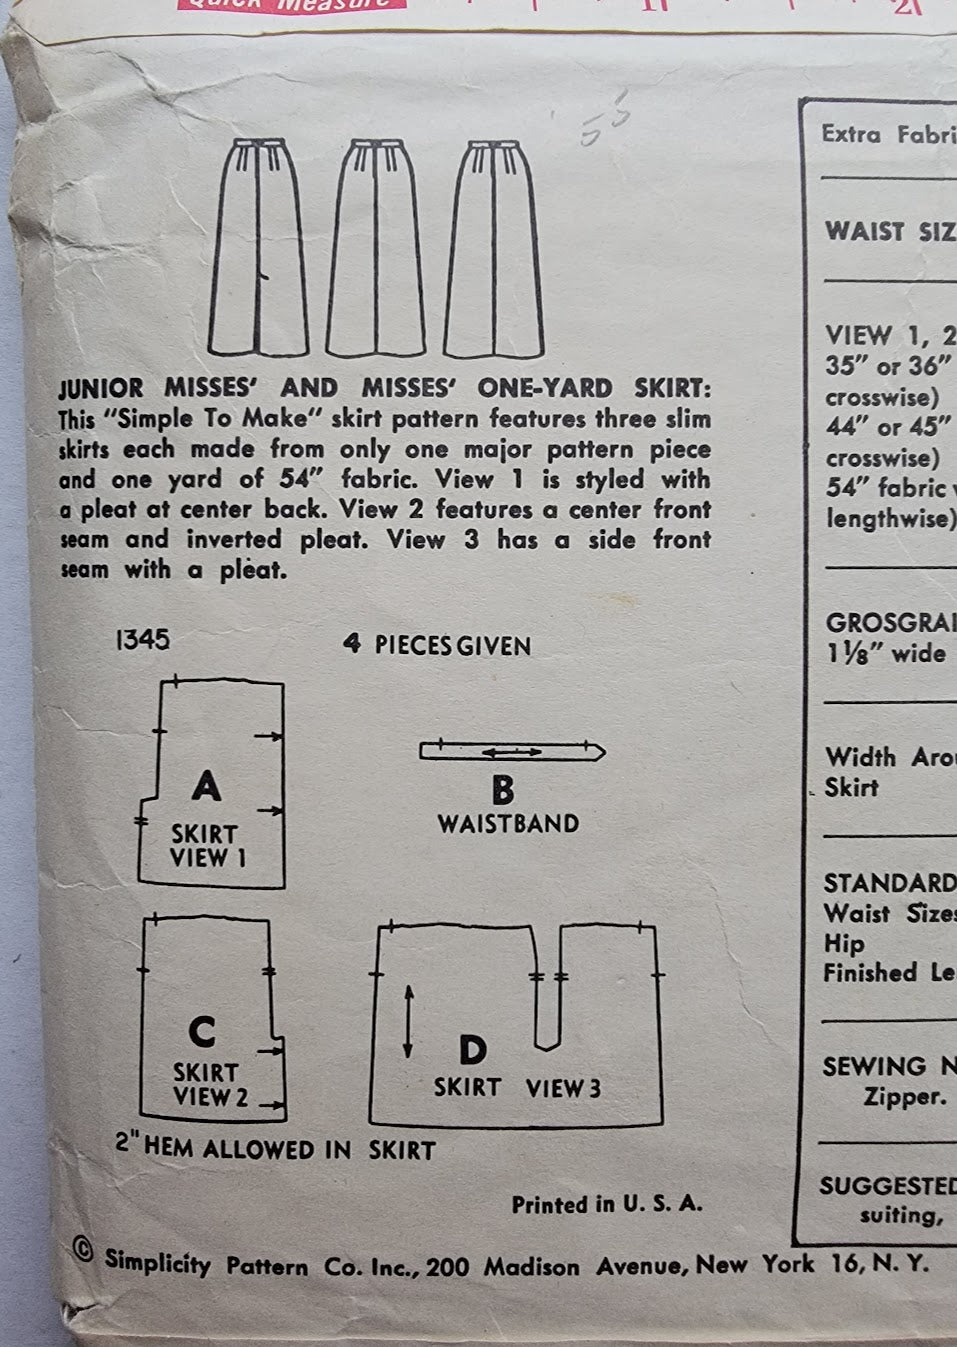 Quick Measure
55
JUNIOR MISSES' AND MISSES' ONE-YARD SKIRT:
This "Simple To Make" skirt pattern features three slim
skirts each made from only one major pattern piece
and one yard of 54" fabric. View 1 is styled with
a pleat at center back. View 2 features a center front
seam and inverted pleat. View 3 has a side front
seam with a pleat.
1345
4 PIECES GIVEN
A
SKIRT
VIEW 1
B
WAISTBAND
C
SKIRT
VIEW 2
D
SKIRT VIEW 3
2" HEM ALLOWED IN SKIRT
Printed in U. S. A.
© Simplicity Pattern Co. Inc., 200 Madison Avenue, New York 16, N. Y.
Extra Fabri
WAIST SIZ
VIEW 1, 2
35" or 36"
crosswise)
44" or 45"
crosswise)
54" fabric
lengthwise)
GROSGRAI
1⅛" wide
Width Aro
Skirt
STANDARD
Waist Sizes
Hip
Finished Le
SEWING N
Zipper.
SUGGESTED
suiting,